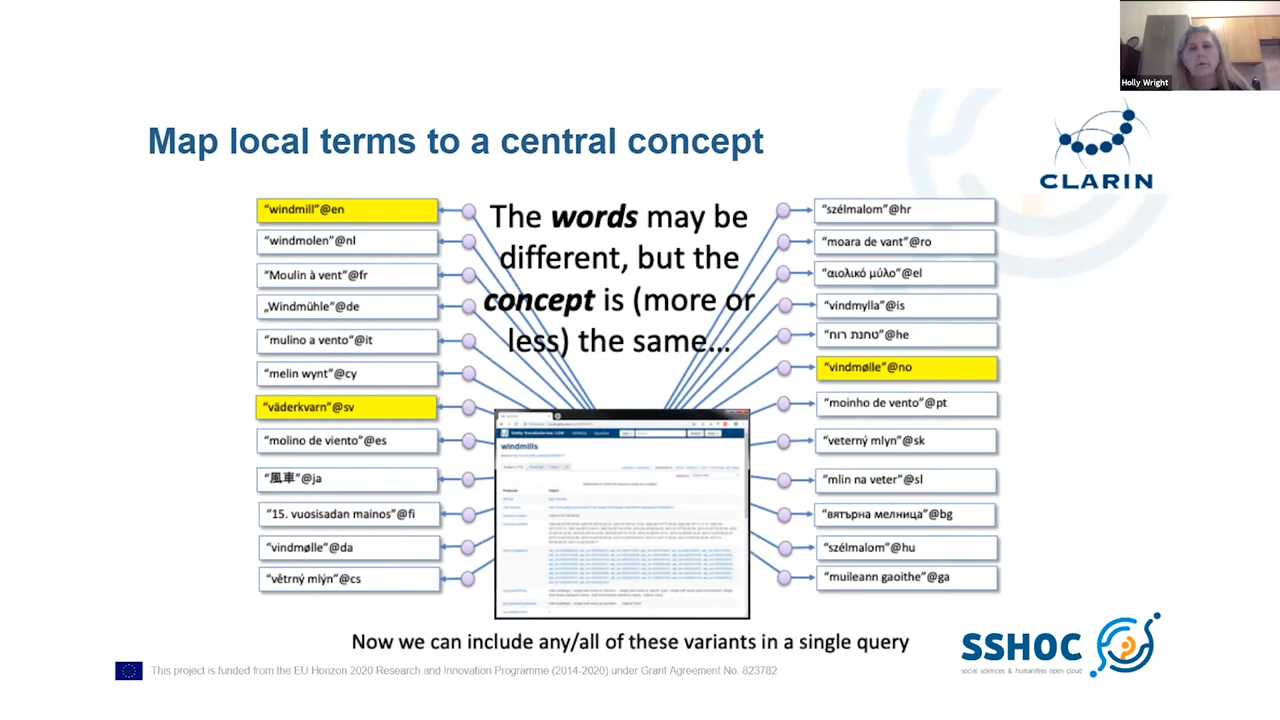 Holly Wright
Map local terms to a central concept
CLARIN
"windmill"@en
"windmolen"@nl
"Moulin à vent"@fr
„Windmühle"@de
"mulino a vento"@it
"melin wynt"@cy
"väderkvarn"@sv
"molino de viento"@es
"風車"@ja
"15. vuosisadan mainos"@fi
"vindmølle"@da
"větrný mlýn"@cs
The words may be
different, but the
concept is (more or
less) the same...
"szélmalom"@hr
"moara de vant"@ro
"αιολικό μύλο"@el
"vindmylla"@is
"טחנת רוח"@he
"vindmølle"@no
"moinho de vento"@pt
"veterný mlyn"@sk
"mlin na veter"@sl
"вятърна мелница"@bg
"szélmalom"@hu
"muileann gaoithe"@ga
windmills
Now we can include any/all of these variants in a single query
SSHOC
social sciences & humanities open cloud
This project is funded from the EU Horizon 2020 Research and Innovation Programme (2014-2020) under Grant Agreement No. 823782